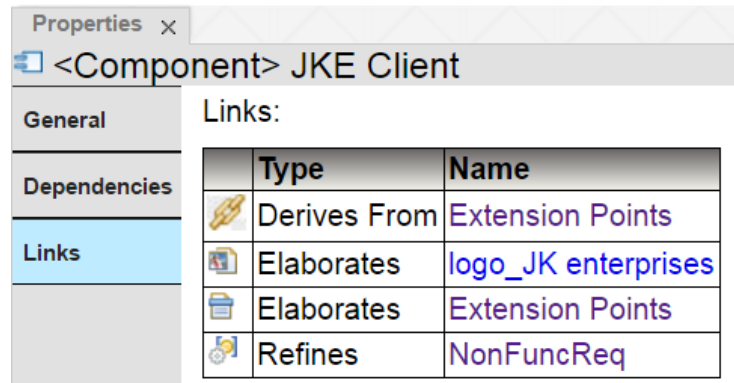 Properties x
<Component> JKE Client
General
Dependencies
Links
Links:
Type Name
Derives From Extension Points
Elaborates logo_JK enterprises
Elaborates Extension Points
Refines NonFuncReq